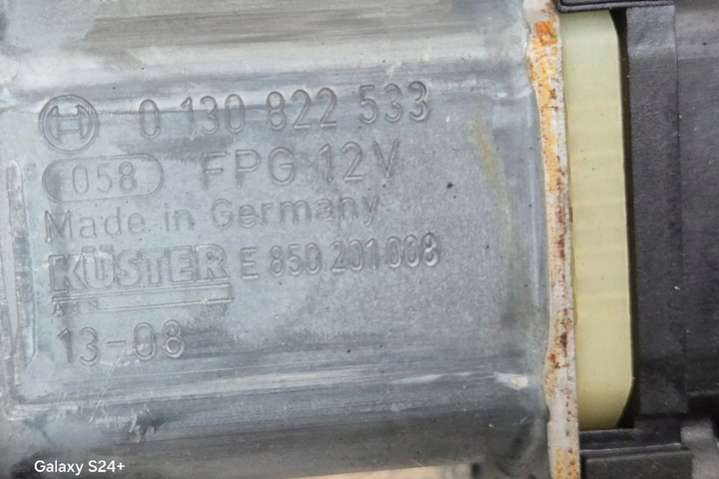 0 130 822 533
058 FPG 12V
Made in Germany
KÜSTER E 850 201 008
13-08
Galaxy S24+